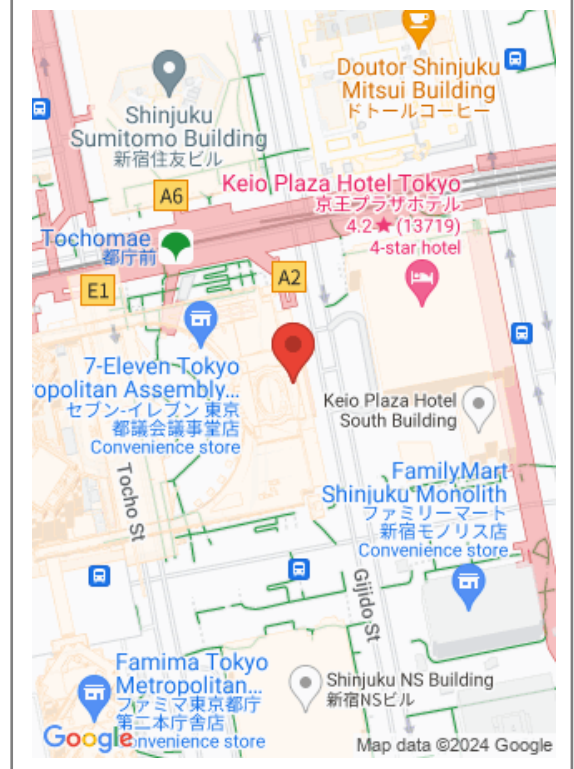 Doutor Shinjuku
Mitsui Building
ドトールコーヒー
Shinjuku
Sumitomo Building
新宿住友ビル
A6
Keio Plaza Hotel Tokyo
京王プラザホテル
4.2★(13719)
4-star hotel
Tochomae
都庁前
E1
A2
7-Eleven Tokyo
ropolitan Assembly...
セブン-イレブン 東京
都議会議事堂店
Convenience store
Keio Plaza Hotel
South Building
Tocho St
FamilyMart
Shinjuku Monolith
ファミリーマート
新宿モノリス店
Convenience store
Gijido St
Famima Tokyo
Metropolitan...
ファミマ東京都庁
第二本庁舎店
onvenience store
Shinjuku NS Building
新宿NSビル
Google
Map data ©2024 Google